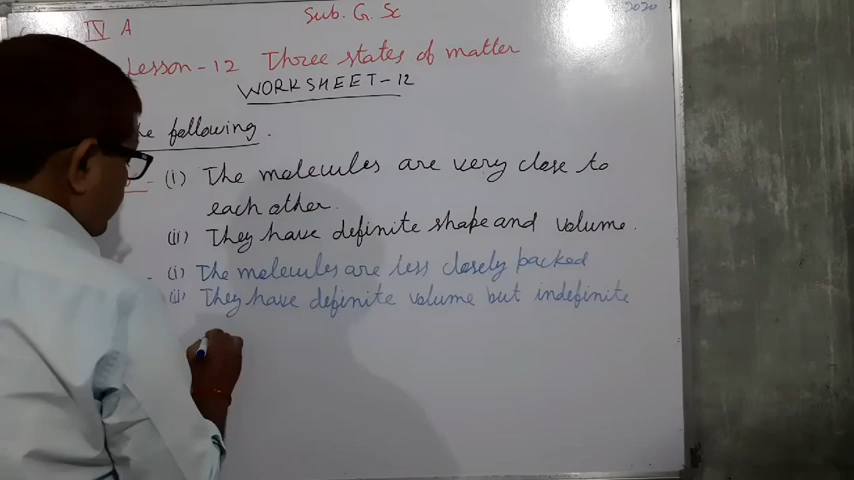 IV A
Sub. G. Sc
2020
Lesson-12 Three states of matter
WORKSHEET-12
the following.
- (i) The molecules are very close to
each other.
(ii) They have definite shape and volume.
- (i) The molecules are less closely packed
(ii) They have definite volume but indefinite